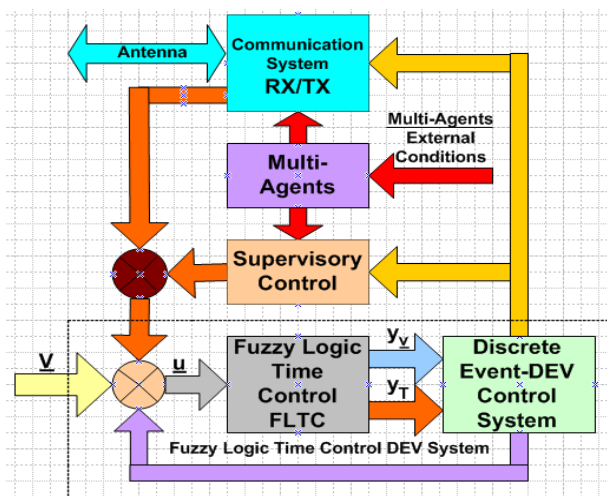 Antenna
Communication
System
RX/TX
Multi-Agents
External
Conditions
Multi-
Agents
Supervisory
Control
V
u
Fuzzy Logic
Time
Control
FLTC
yV
yT
Discrete
Event-DEV
Control
System
Fuzzy Logic Time Control DEV System